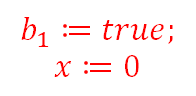 b₁ := true;
x := 0